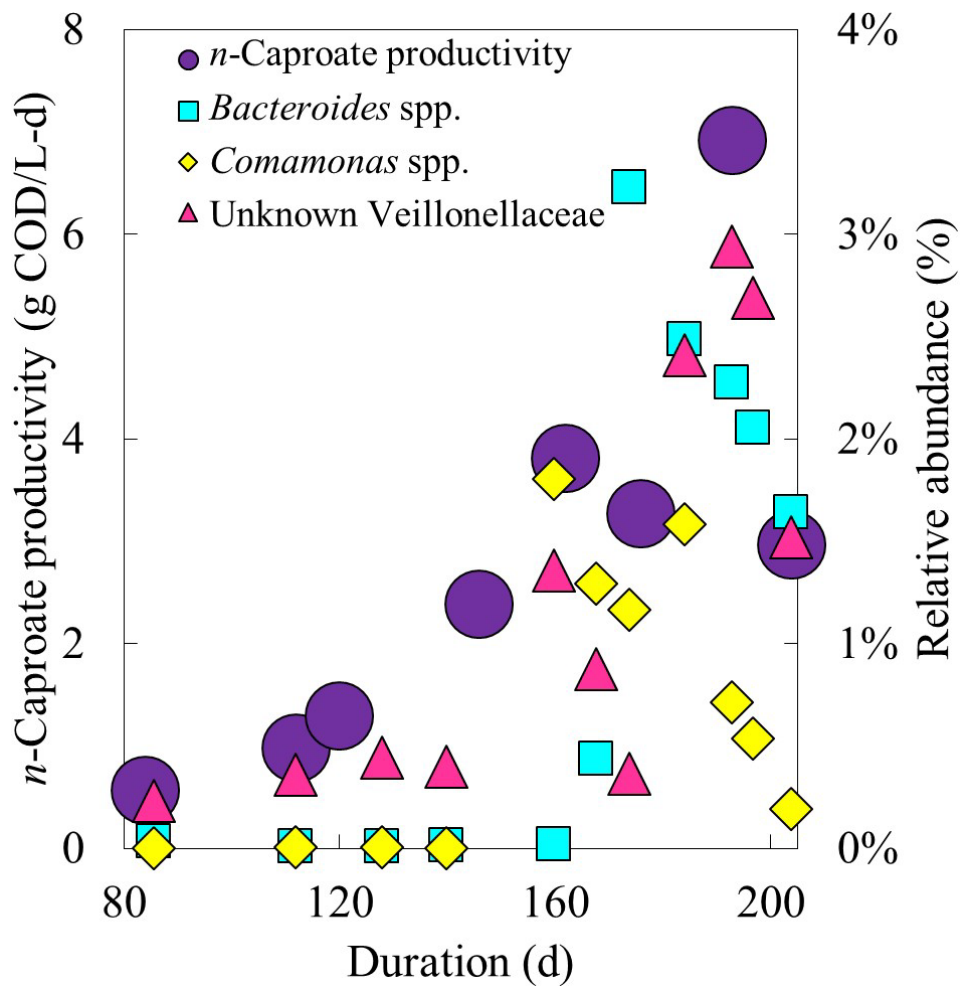 8
4%
n-Caproate productivity
Bacteroides spp.
Comamonas spp.
Unknown Veillonellaceae
6
3%
4
2%
2
1%
0
0%
80
120
160
200
Duration (d)
n-Caproate productivity (g COD/L-d)
Relative abundance (%)